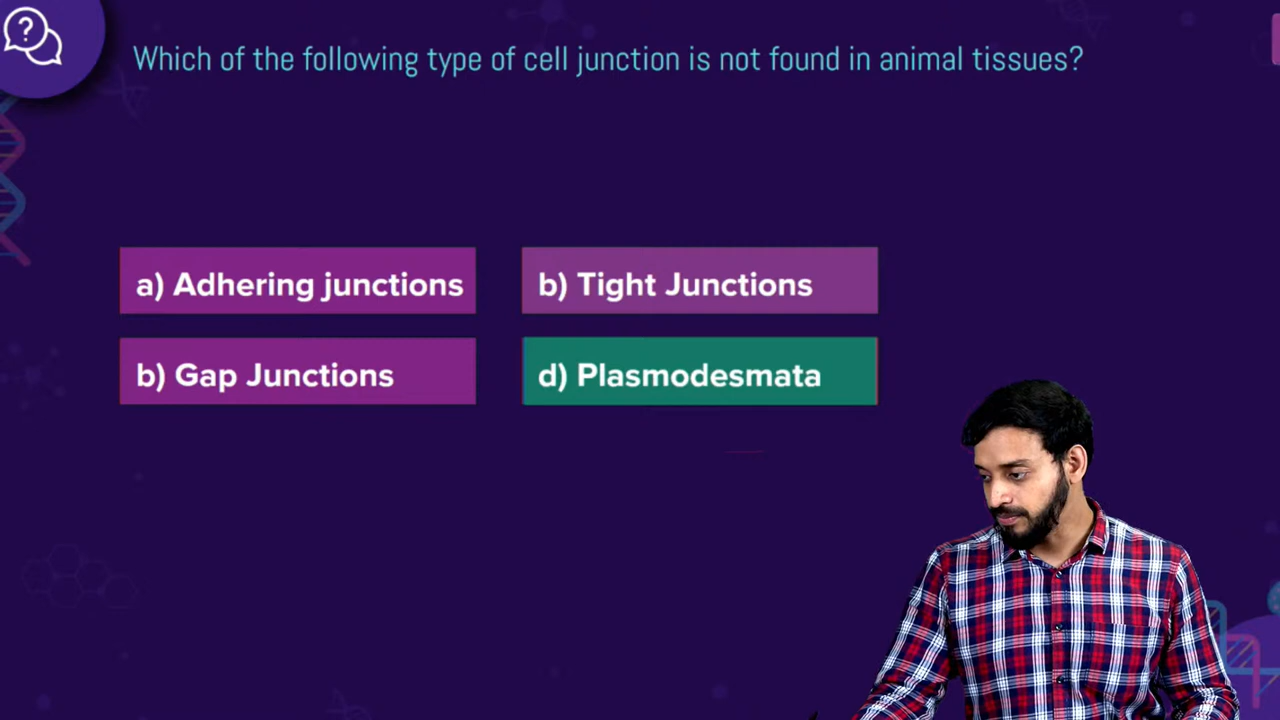 Which of the following type of cell junction is not found in animal tissues?
a) Adhering junctions
b) Tight Junctions
b) Gap Junctions
d) Plasmodesmata